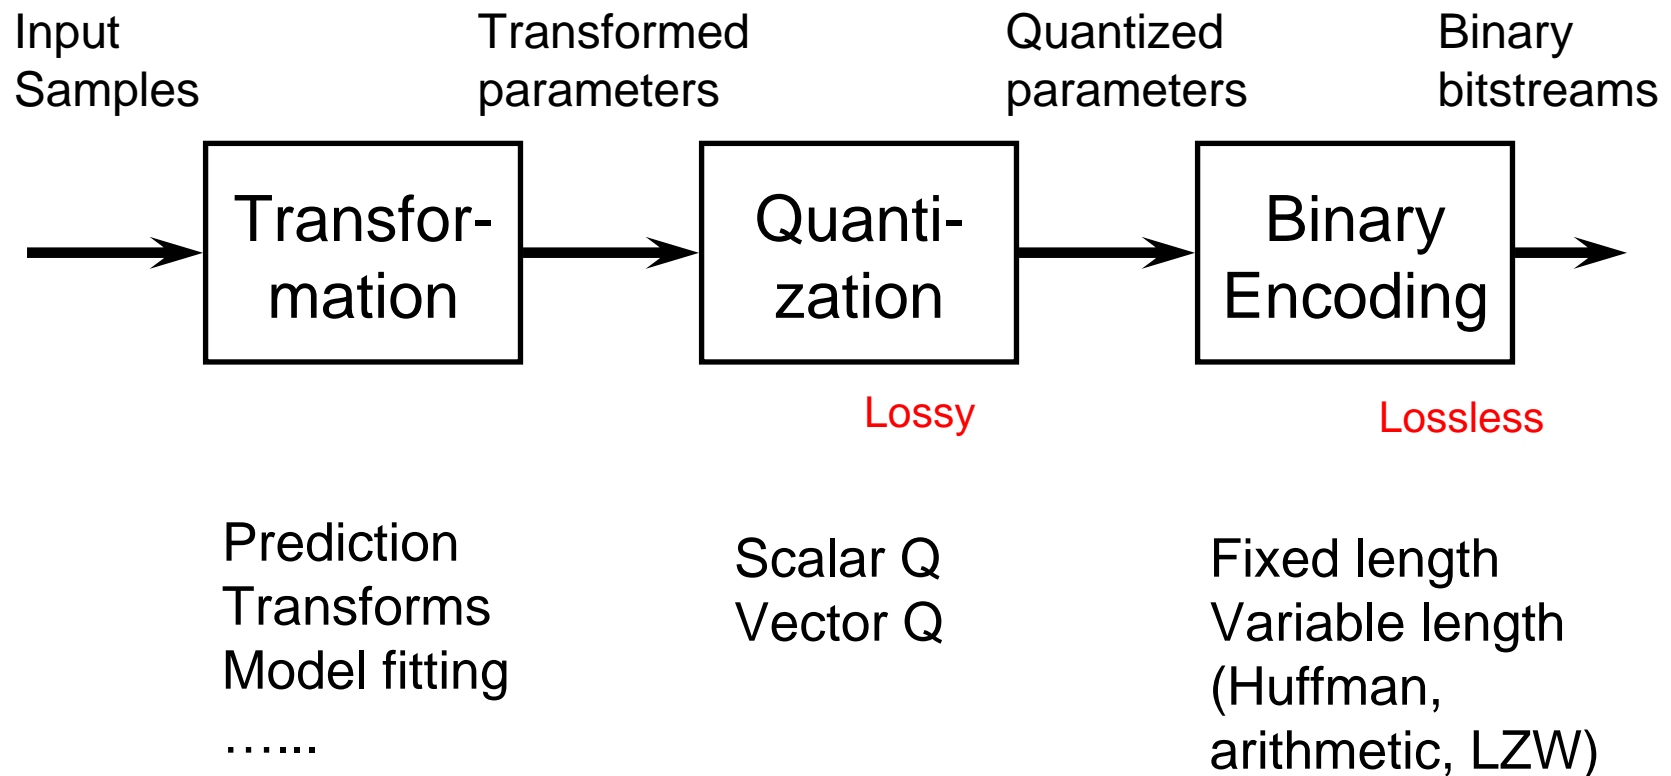 Input
Samples
Transformed
parameters
Quantized
parameters
Binary
bitstreams
Transfor-
mation
Quanti-
zation
Binary
Encoding
Lossy
Lossless
Prediction
Transforms
Model fitting
…...
Scalar Q
Vector Q
Fixed length
Variable length
(Huffman,
arithmetic, LZW)